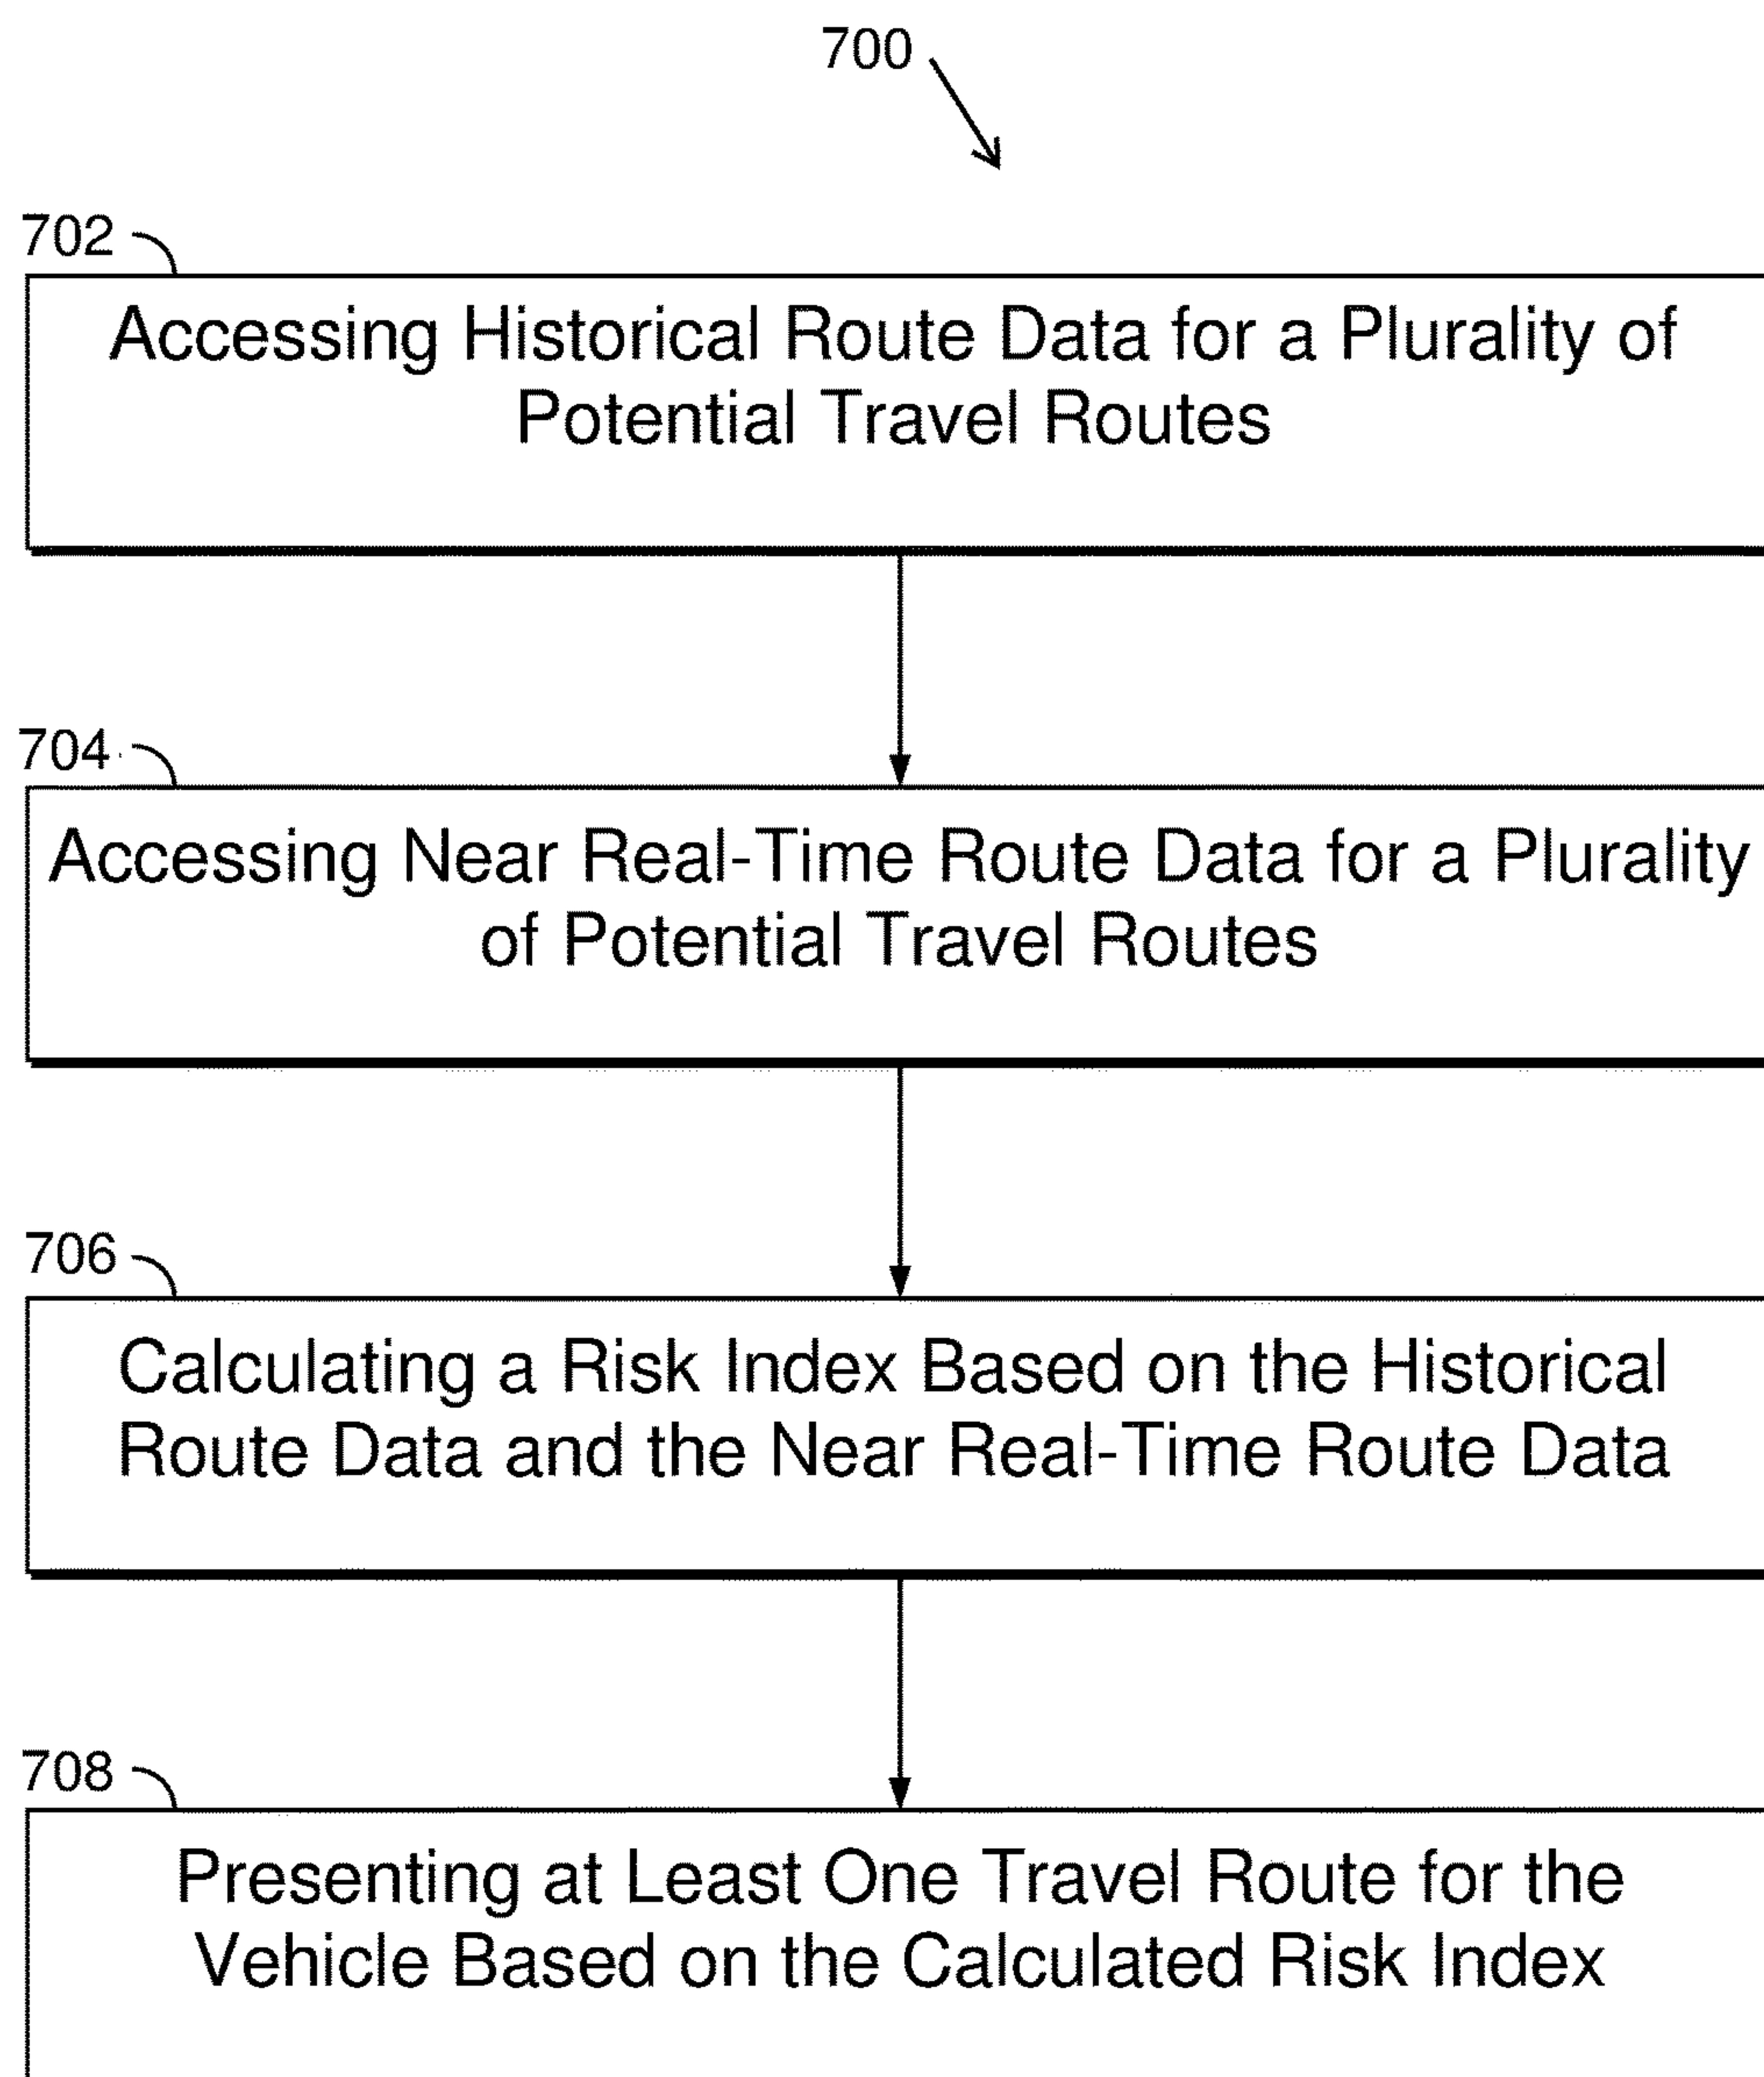 700
702
Accessing Historical Route Data for a Plurality of
Potential Travel Routes
704
Accessing Near Real-Time Route Data for a Plurality
of Potential Travel Routes
706
Calculating a Risk Index Based on the Historical
Route Data and the Near Real-Time Route Data
708
Presenting at Least One Travel Route for the
Vehicle Based on the Calculated Risk Index